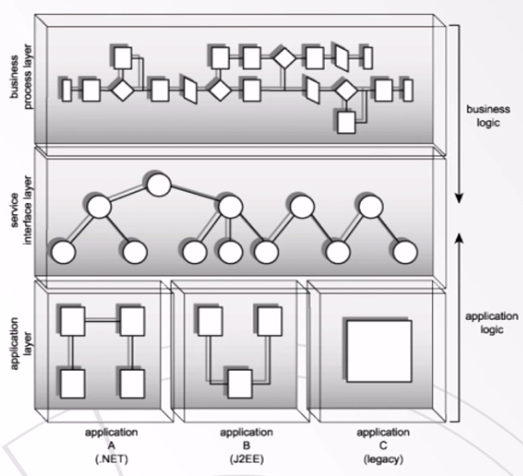 business
process layer
business
logic
service
interface layer
application
layer
application
logic
application
A
(.NET)
application
B
(J2EE)
application
C
(legacy)